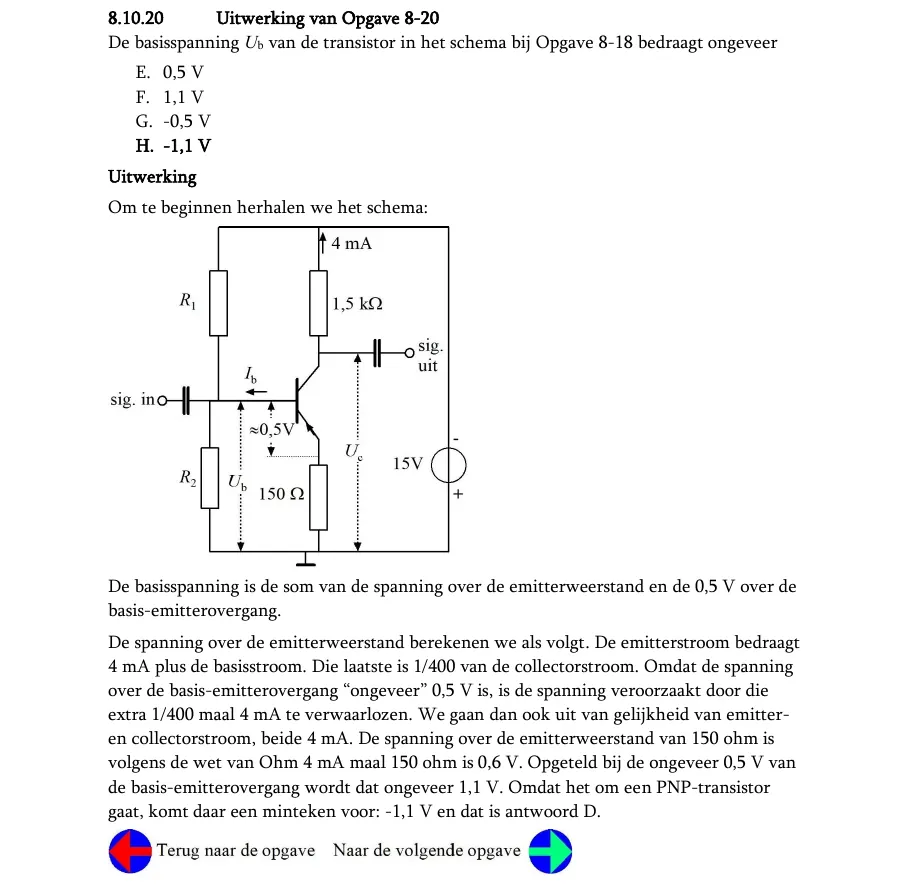 8.10.20 Uitwerking van Opgave 8-20
De basisspanning Ub van de transistor in het schema bij Opgave 8-18 bedraagt ongeveer
E. 0,5 V
F. 1,1 V
G. -0,5 V
H. -1,1 V
Uitwerking
Om te beginnen herhalen we het schema:
4 mA
R1
1,5 kΩ
sig.
uit
Ib
sig. in
≈0,5V
Uc
15V
-
+
R2
Ub
150 Ω
De basisspanning is de som van de spanning over de emitterweerstand en de 0,5 V over de
basis-emitterovergang.
De spanning over de emitterweerstand berekenen we als volgt. De emitterstroom bedraagt
4 mA plus de basisstroom. Die laatste is 1/400 van de collectorstroom. Omdat de spanning
over de basis-emitterovergang “ongeveer” 0,5 V is, is de spanning veroorzaakt door die
extra 1/400 maal 4 mA te verwaarlozen. We gaan dan ook uit van gelijkheid van emitter-
en collectorstroom, beide 4 mA. De spanning over de emitterweerstand van 150 ohm is
volgens de wet van Ohm 4 mA maal 150 ohm is 0,6 V. Opgeteld bij de ongeveer 0,5 V van
de basis-emitterovergang wordt dat ongeveer 1,1 V. Omdat het om een PNP-transistor
gaat, komt daar een minteken voor: -1,1 V en dat is antwoord D.
Terug naar de opgave Naar de volgende opgave